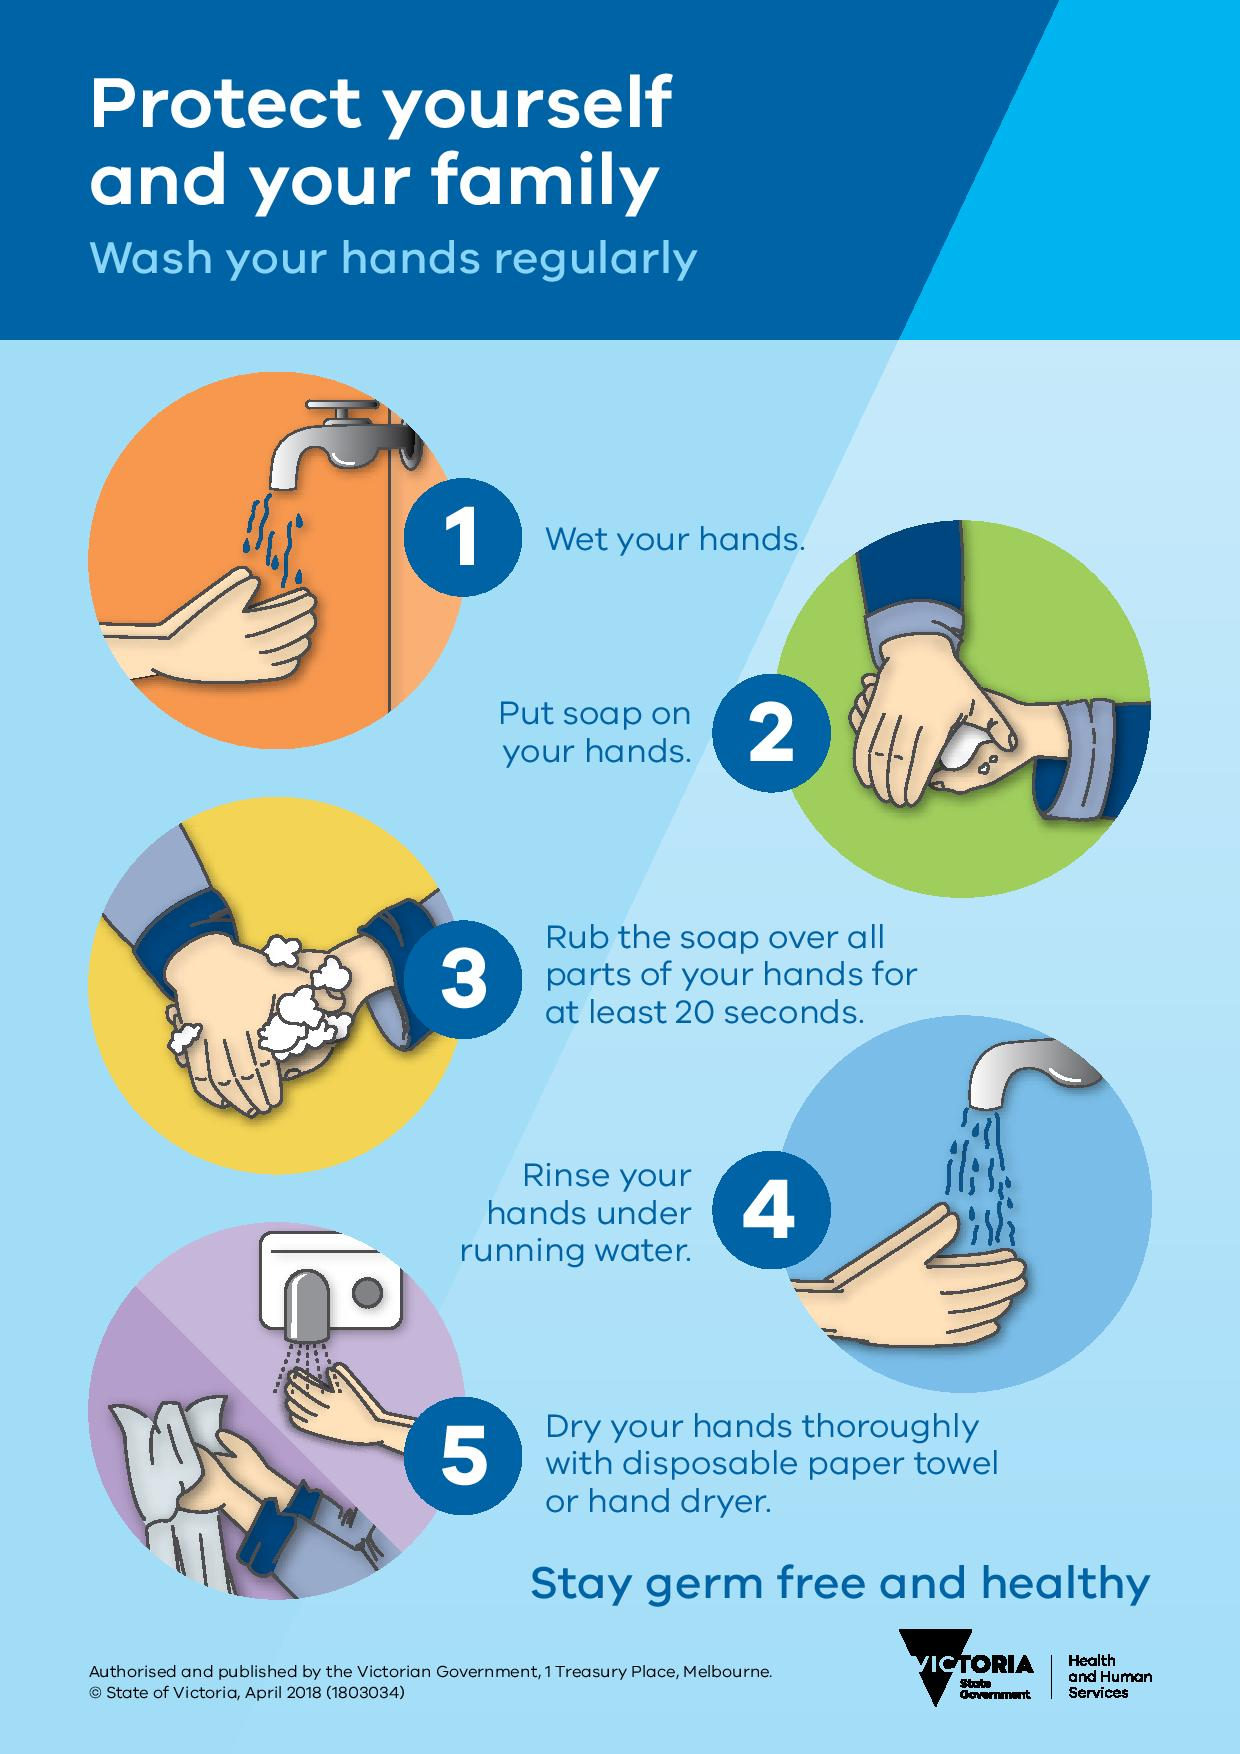 Protect yourself
and your family
Wash your hands regularly
1
Wet your hands.
2
Put soap on
your hands.
3
Rub the soap over all
parts of your hands for
at least 20 seconds.
4
Rinse your
hands under
running water.
5
Dry your hands thoroughly
with disposable paper towel
or hand dryer.
Stay germ free and healthy
Authorised and published by the Victorian Government, 1 Treasury Place, Melbourne.
© State of Victoria, April 2018 (1803034)
VICTORIA
State
Government
Health
and Human
Services